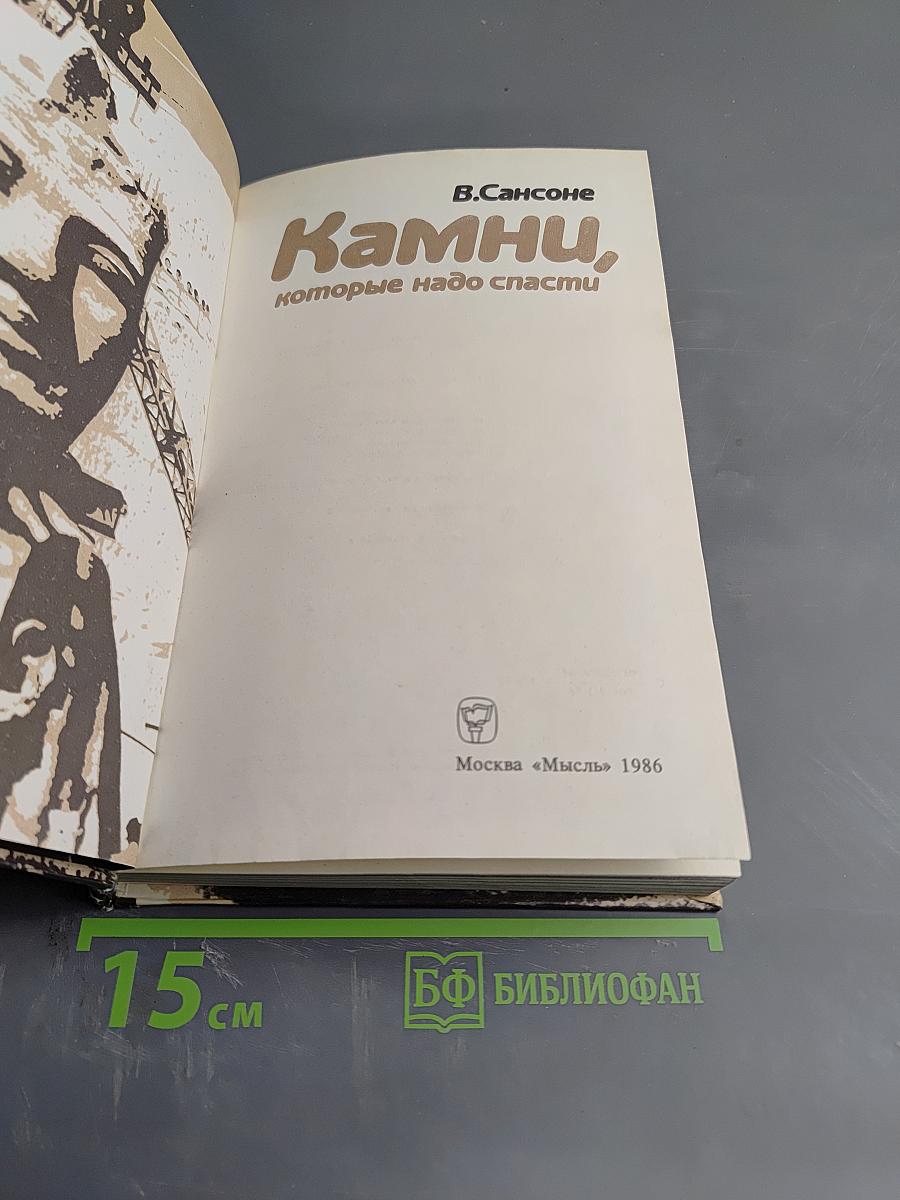 В.Сансоне
Камни,
которые надо спасти
Москва «Мысль» 1986
15 см
БФ БИБЛИОФАН